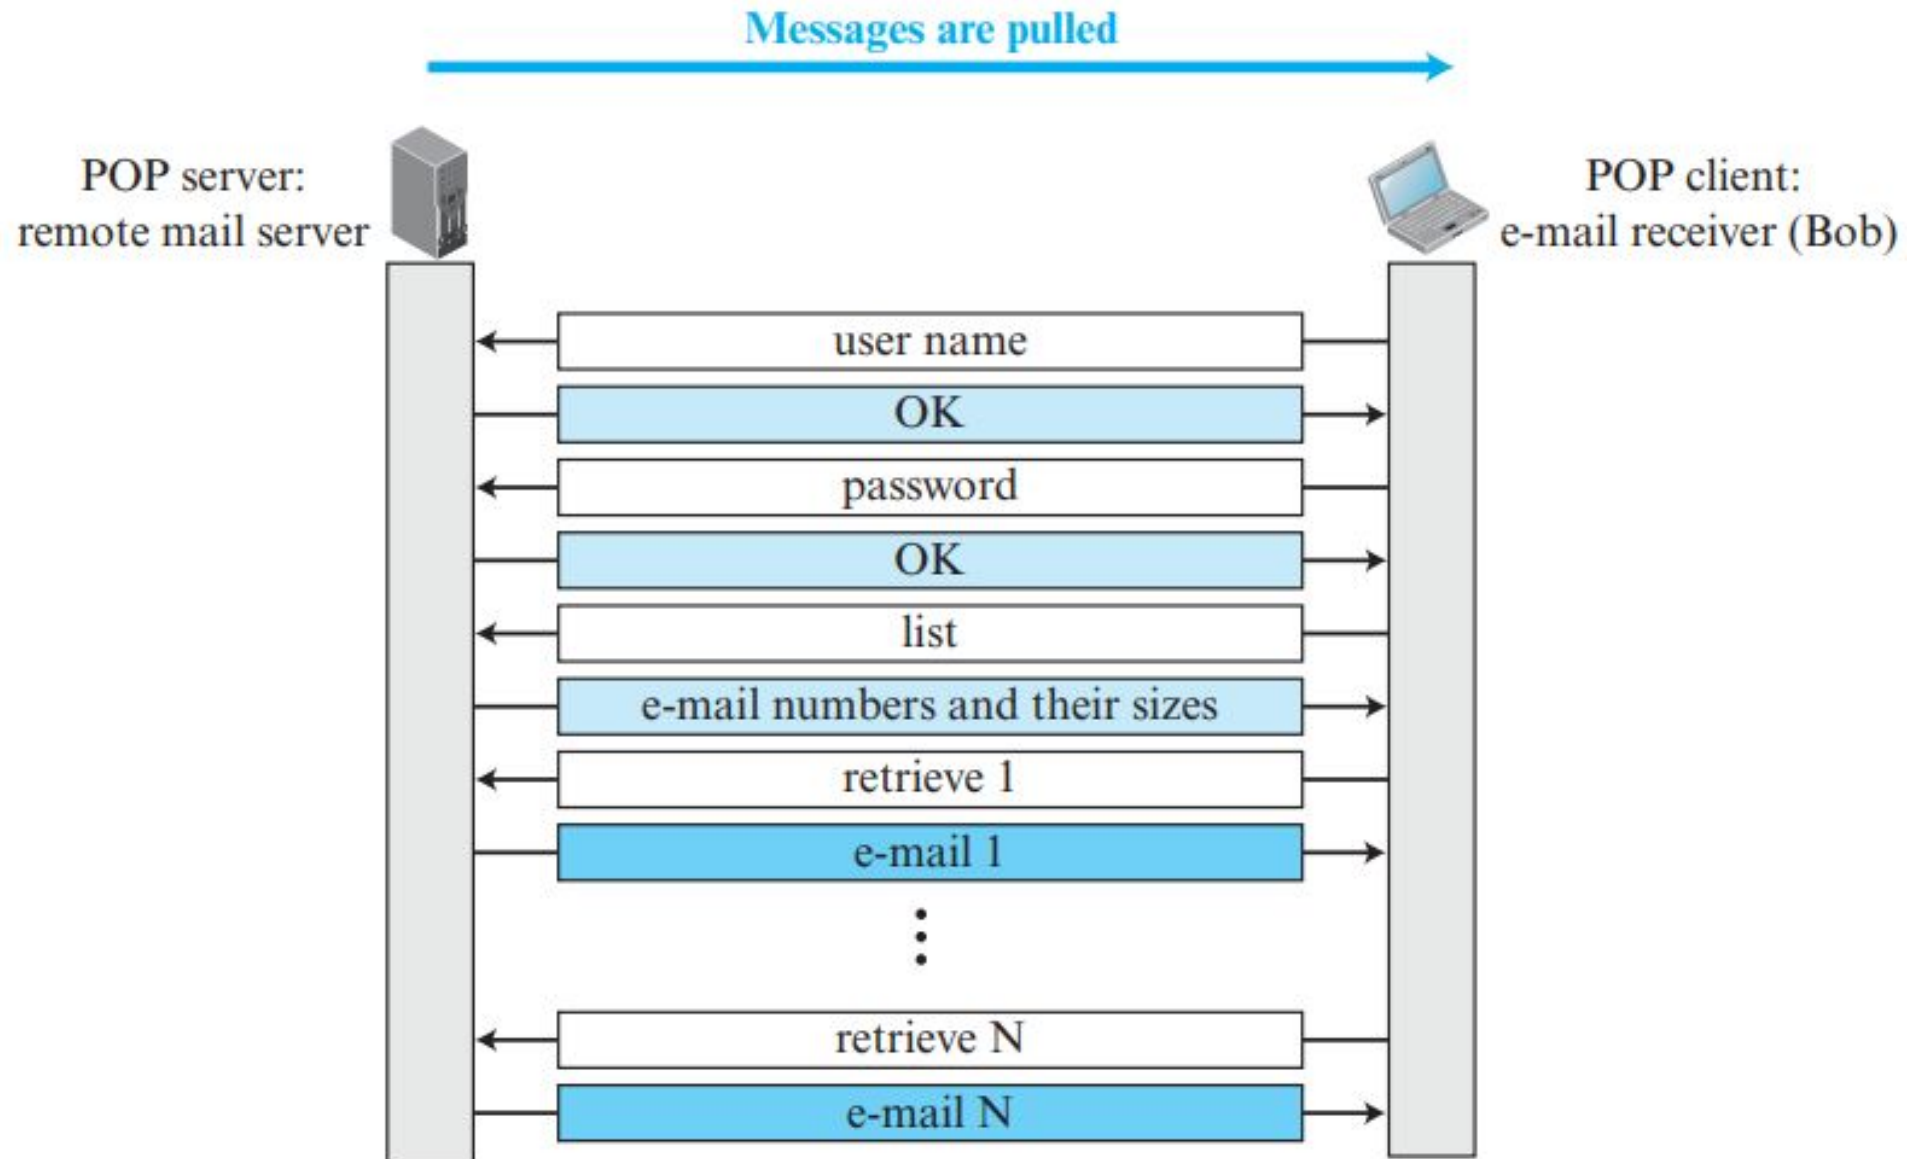 Messages are pulled
POP server:
remote mail server
POP client:
e-mail receiver (Bob)
user name
OK
password
OK
list
e-mail numbers and their sizes
retrieve 1
e-mail 1
retrieve N
e-mail N